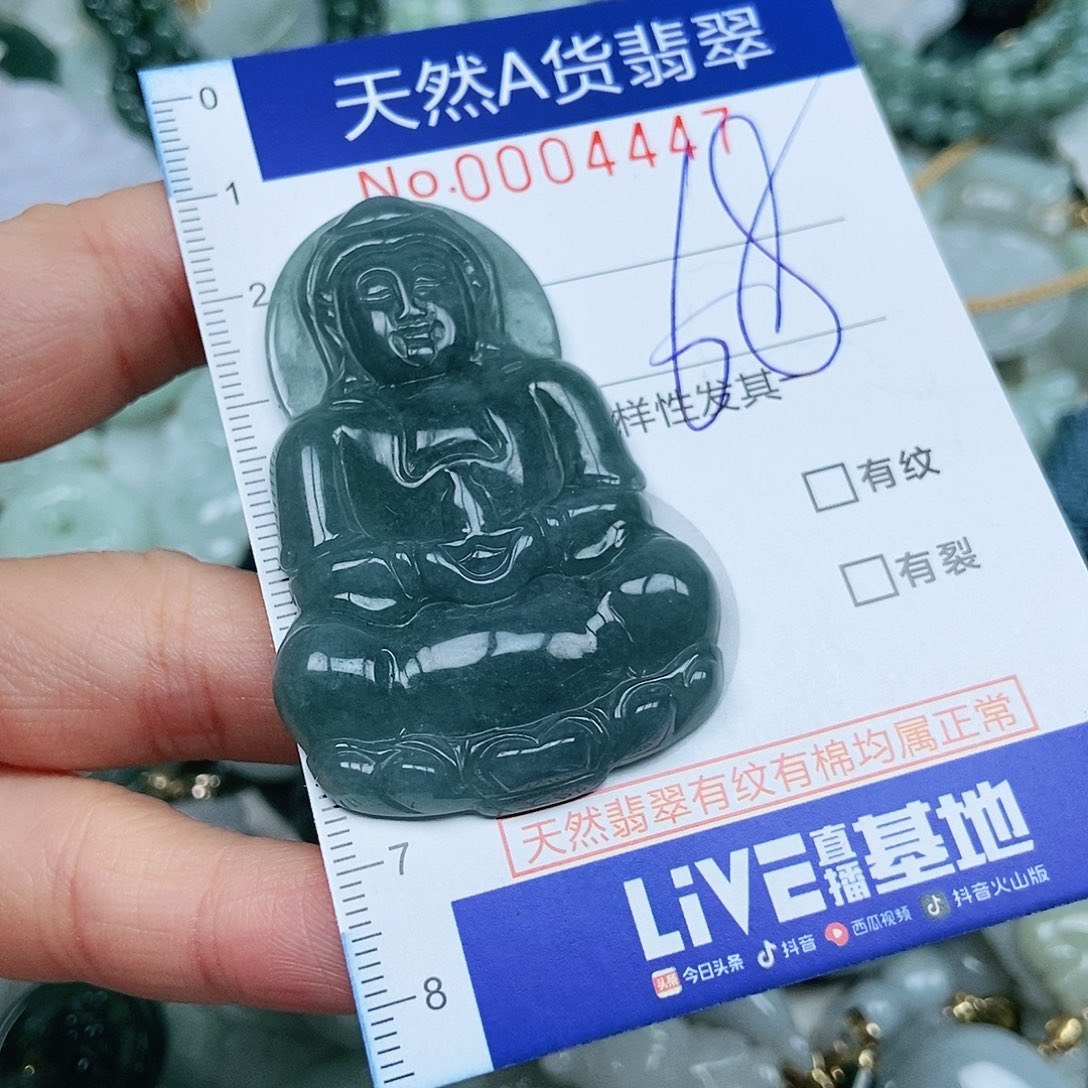 天然A货翡翠
No.0004447
68
样性发其一
有纹
有裂
天然翡翠有纹有棉均属正常
LiVE直播基地
头条 今日头条 抖音 西瓜视频 抖音火山版
0
1
2
7
8